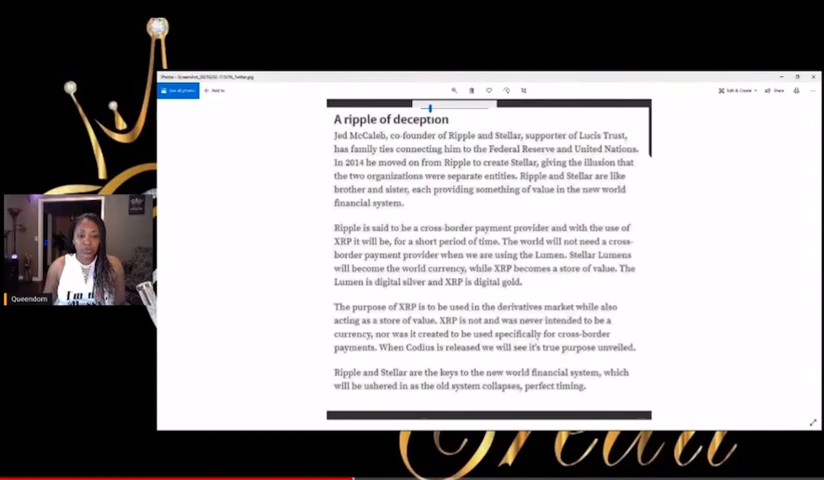 Photos - Screenshot_20210202-113216_Twitter.jpg
See all photos
Add to
Edit & Create
Share
A ripple of deception
Jed McCaleb, co-founder of Ripple and Stellar, supporter of Lucis Trust,
has family ties connecting him to the Federal Reserve and United Nations.
In 2014 he moved on from Ripple to create Stellar, giving the illusion that
the two organizations were separate entities. Ripple and Stellar are like
brother and sister, each providing something of value in the new world
financial system.
Ripple is said to be a cross-border payment provider and with the use of
XRP it will be, for a short period of time. The world will not need a cross-
border payment provider when we are using the Lumen. Stellar Lumens
will become the world currency, while XRP becomes a store of value. The
Lumen is digital silver and XRP is digital gold.
The purpose of XRP is to be used in the derivatives market while also
acting as a store of value. XRP is not and was never intended to be a
currency, nor was it created to be used specifically for cross-border
payments. When Codius is released we will see it's true purpose unveiled.
Ripple and Stellar are the keys to the new world financial system, which
will be ushered in as the old system collapses, perfect timing.
I'm
Queendom